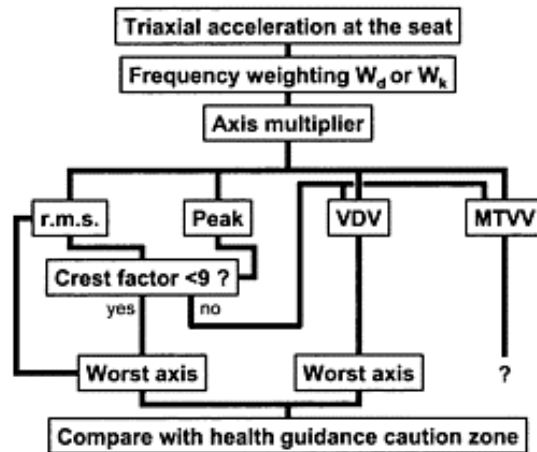 Triaxial acceleration at the seat
Frequency weighting Wd or Wk
Axis multiplier
r.m.s.
Peak
VDV
MTVV
Crest factor <9 ?
yes
no
Worst axis
Worst axis
?
Compare with health guidance caution zone